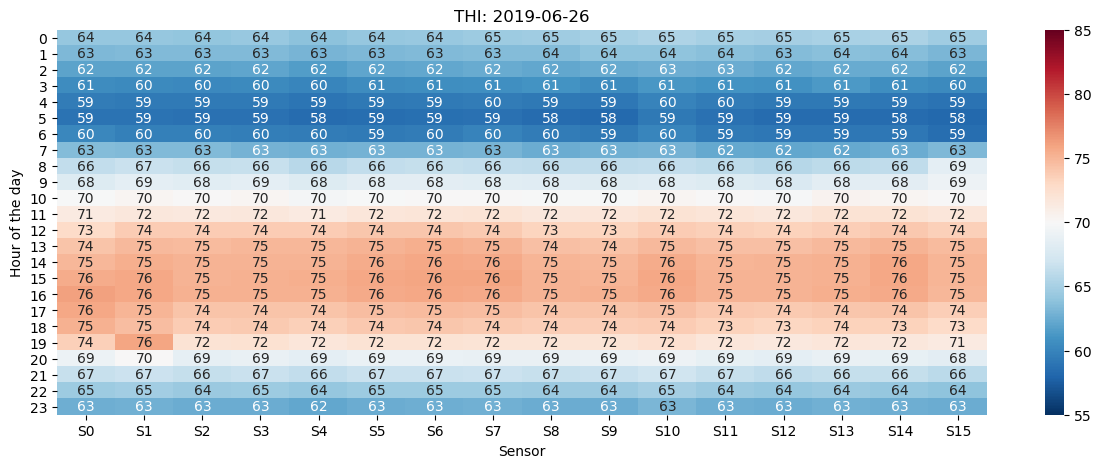 THI: 2019-06-26
0 64 64 64 64 64 64 64 65 65 65 65 65 65 65 65 65
1 63 63 63 63 63 63 63 63 64 64 64 64 63 64 64 63
2 62 62 62 62 62 62 62 62 62 62 63 63 62 62 62 62
3 61 60 60 60 60 61 61 61 61 61 61 61 61 61 61 60
4 59 59 59 59 59 59 59 60 59 59 60 60 59 59 59 59
5 59 59 59 59 58 59 59 59 58 58 59 59 59 59 58 58
6 60 60 60 60 60 59 60 60 60 59 60 59 59 59 59 59
7 63 63 63 63 63 63 63 63 63 63 63 62 62 62 63 63
8 66 67 66 66 66 66 66 66 66 66 66 66 66 66 66 69
9 68 69 68 69 68 68 68 68 68 68 68 68 68 68 68 69
10 70 70 70 70 70 70 70 70 70 70 70 70 70 70 70 70
11 71 72 72 72 71 72 72 72 72 72 72 72 72 72 72 72
12 73 74 74 74 74 74 74 74 73 73 74 74 74 74 74 74
13 74 75 75 75 75 75 75 75 74 74 75 75 75 75 75 75
14 75 76 75 75 75 76 76 76 75 75 76 75 75 75 76 75
15 76 76 75 75 75 76 76 76 75 75 76 75 75 75 76 75
16 76 76 75 75 75 76 76 76 75 75 76 75 75 75 76 75
17 76 75 74 74 74 75 75 75 74 74 75 74 74 74 74 74
18 75 75 74 74 74 74 74 74 74 74 74 73 73 74 73 73
19 74 76 72 72 72 72 72 72 72 72 72 72 72 72 72 71
20 69 70 69 69 69 69 69 69 69 69 69 69 69 69 69 68
21 67 67 66 67 66 67 67 67 67 67 67 67 66 66 66 66
22 65 65 64 65 64 65 64 65 64 64 65 64 64 64 64 64
23 63 63 63 63 62 63 63 63 63 63 63 63 63 63 63 63
S0 S1 S2 S3 S4 S5 S6 S7 S8 S9 S10 S11 S12 S13 S14 S15
Sensor
Hour of the day
85
80
75
70
65
60
55